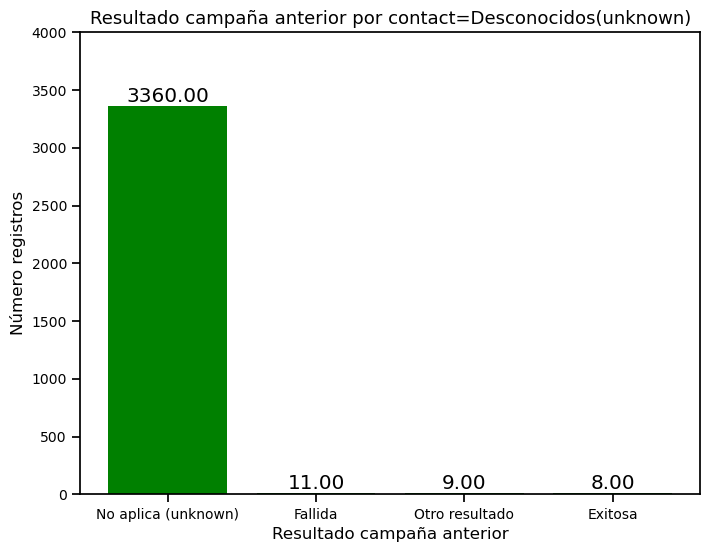 Resultado campaña anterior por contact=Desconocidos(unknown)
4000
3500
3000
2500
2000
1500
1000
500
0
Número registros
3360.00
11.00
9.00
8.00
No aplica (unknown)
Fallida
Otro resultado
Exitosa
Resultado campaña anterior